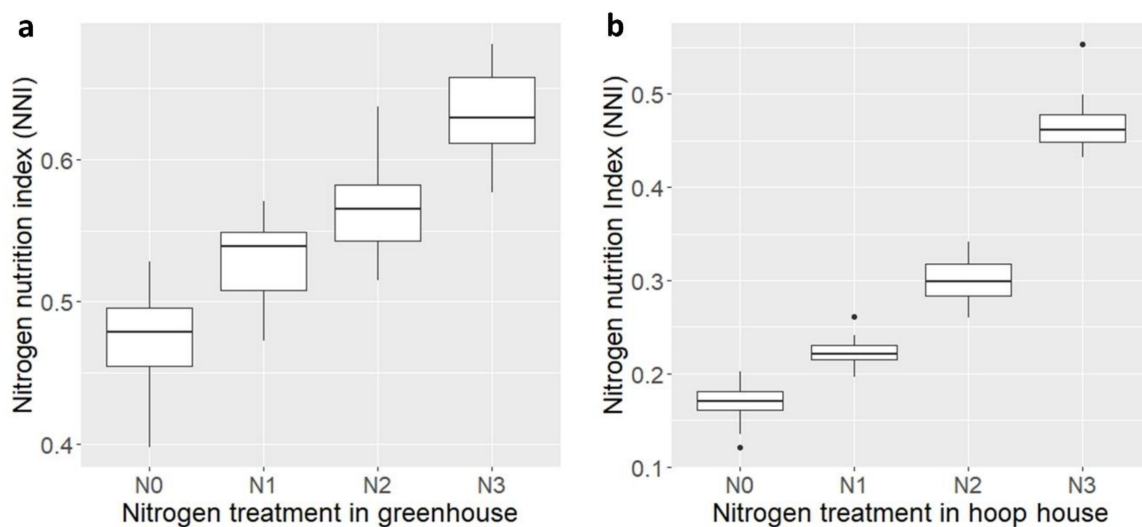 a
Nitrogen nutrition index (NNI)
0.6
0.5
0.4
N0 N1 N2 N3
Nitrogen treatment in greenhouse
b
Nitrogen nutrition Index (NNI)
0.5
0.4
0.3
0.2
0.1
N0 N1 N2 N3
Nitrogen treatment in hoop house